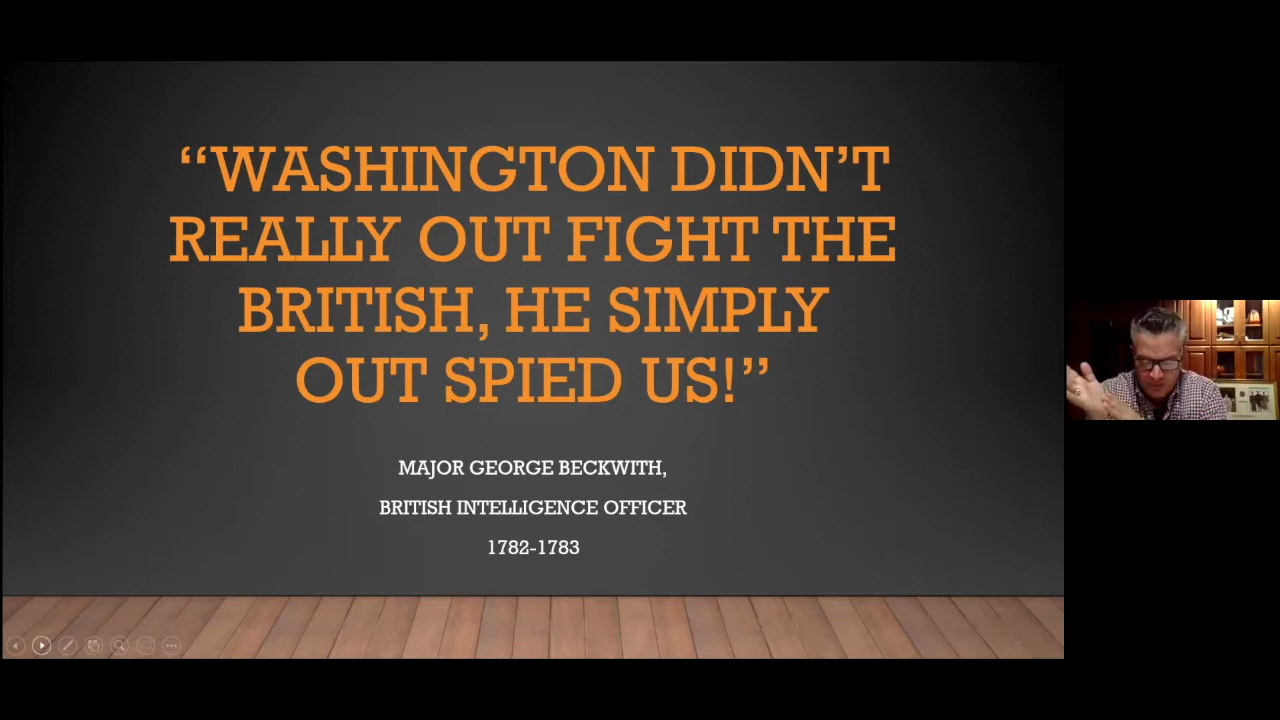 “WASHINGTON DIDN’T
REALLY OUT FIGHT THE
BRITISH, HE SIMPLY
OUT SPIED US!”
MAJOR GEORGE BECKWITH,
BRITISH INTELLIGENCE OFFICER
1782-1783